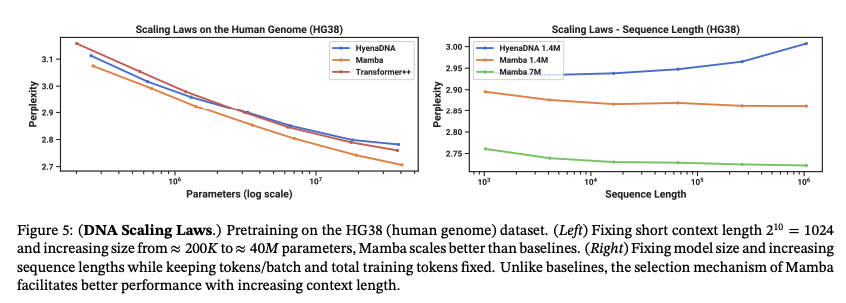 Scaling Laws on the Human Genome (HG38)
HyenaDNA
Mamba
Transformer++
3.1
3.0
2.9
2.8
2.7
Perplexity
10⁶
10⁷
Parameters (log scale)
Scaling Laws - Sequence Length (HG38)
HyenaDNA 1.4M
Mamba 1.4M
Mamba 7M
3.00
2.95
2.90
2.85
2.80
2.75
Perplexity
10³
10⁴
10⁵
10⁶
Sequence Length
Figure 5: (DNA Scaling Laws.) Pretraining on the HG38 (human genome) dataset. (Left) Fixing short context length 2¹⁰ = 1024
and increasing size from ≈ 200K to ≈ 40M parameters, Mamba scales better than baselines. (Right) Fixing model size and increasing
sequence lengths while keeping tokens/batch and total training tokens fixed. Unlike baselines, the selection mechanism of Mamba
facilitates better performance with increasing context length.